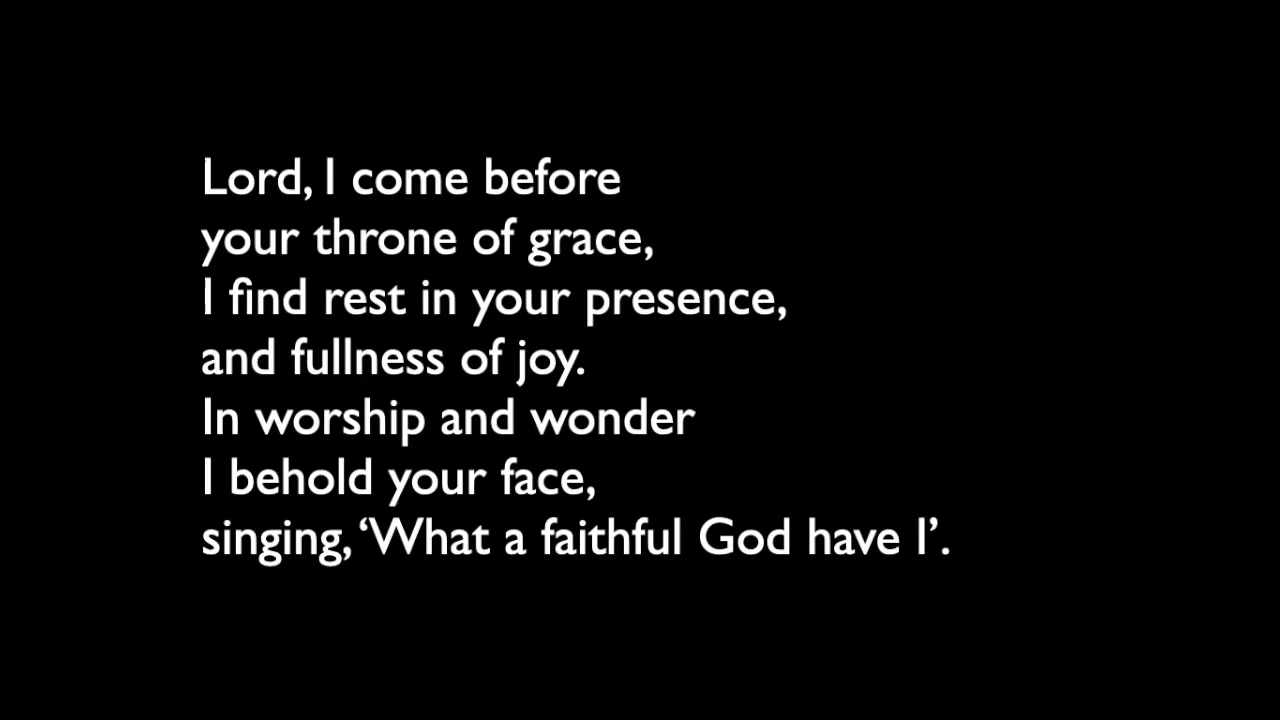 Lord, I come before
your throne of grace,
I find rest in your presence,
and fullness of joy.
In worship and wonder
I behold your face,
singing, ‘What a faithful God have I’.